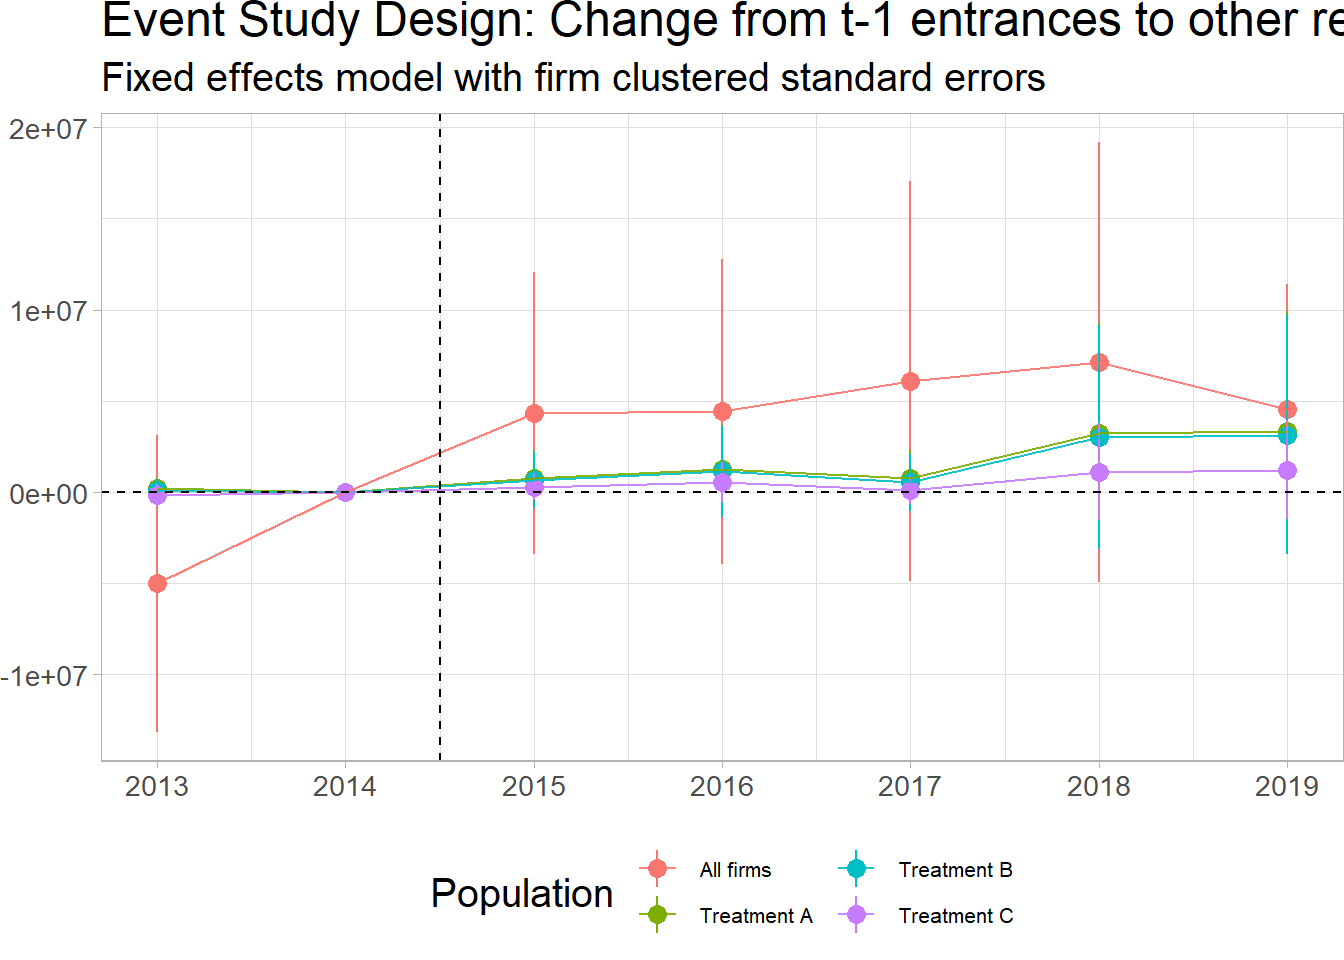 Event Study Design: Change from t-1 entrances to other re
Fixed effects model with firm clustered standard errors
2e+07
1e+07
0e+00
-1e+07
2013 2014 2015 2016 2017 2018 2019
Population
All firms Treatment B
Treatment A Treatment C